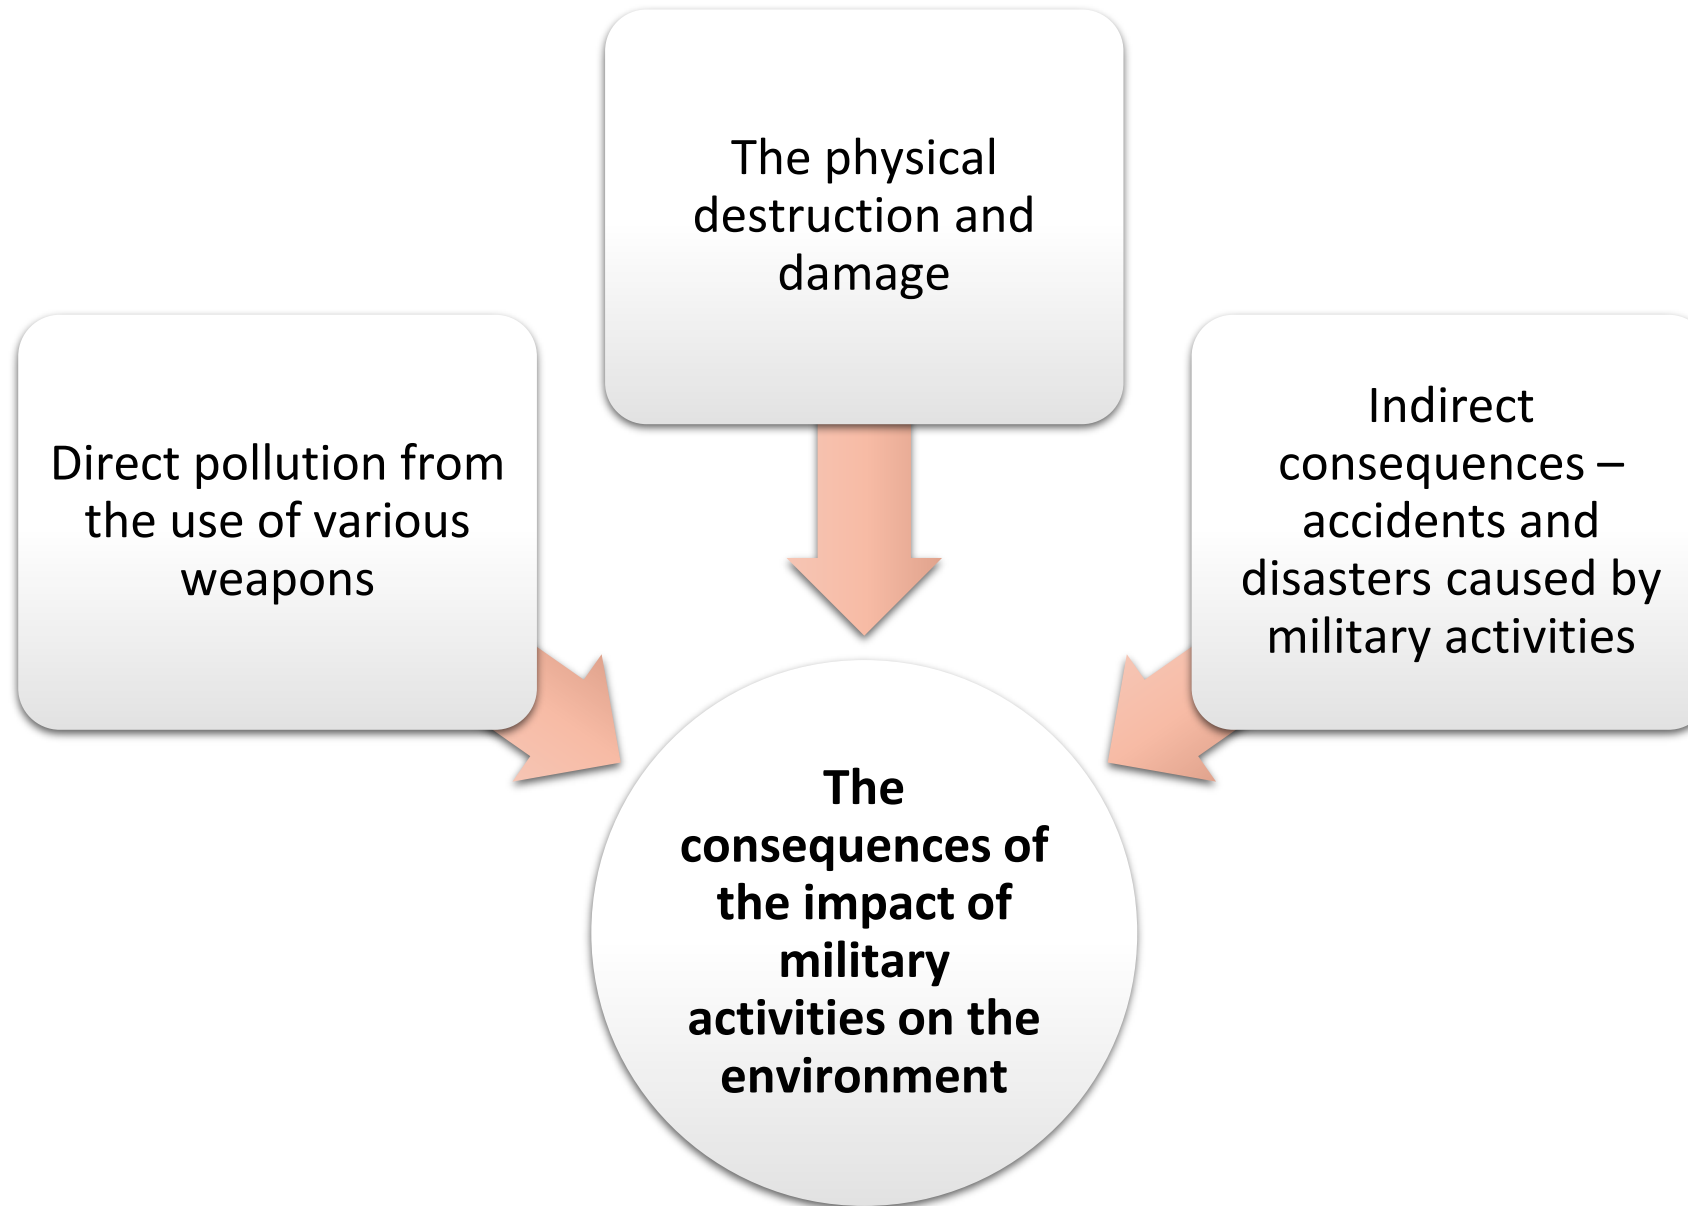 The physical
destruction and
damage
Direct pollution from
the use of various
weapons
Indirect
consequences –
accidents and
disasters caused by
military activities
The
consequences of
the impact of
military
activities on the
environment